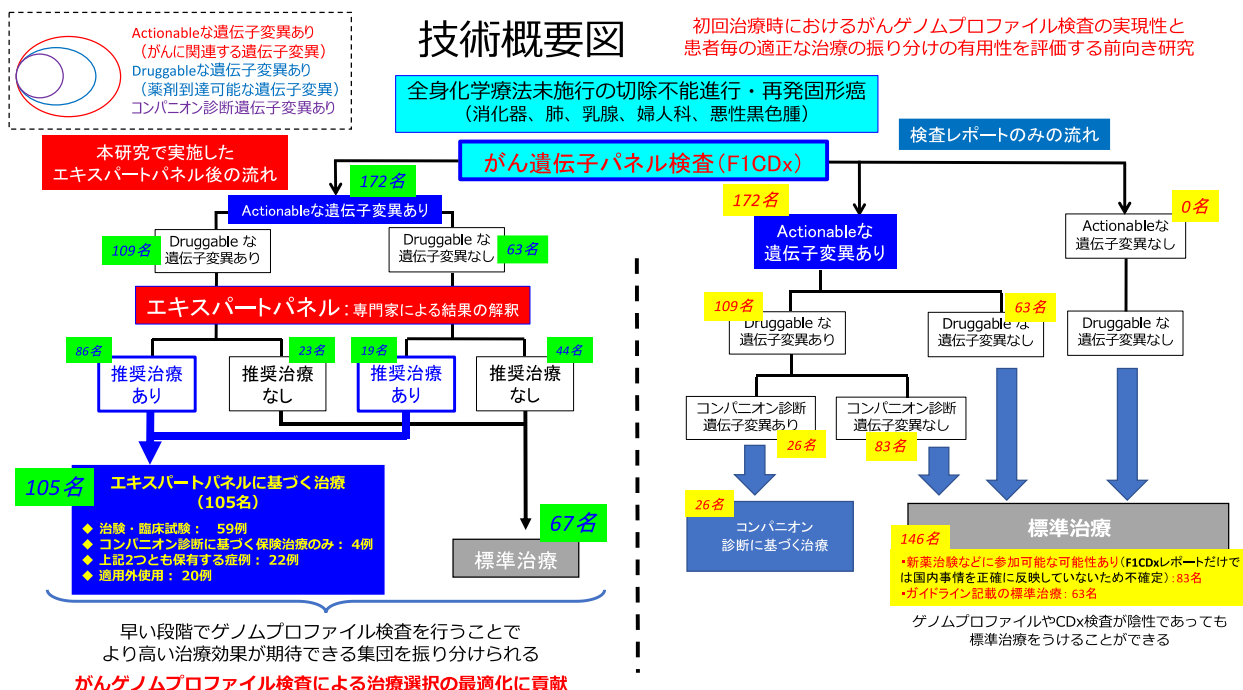 Actionableな遺伝子変異あり
（がんに関連する遺伝子変異）
Druggableな遺伝子変異あり
（薬剤到達可能な遺伝子変異）
コンパニオン診断遺伝子変異あり
技術概要図
初回治療時におけるがんゲノムプロファイル検査の実現性と
患者毎の適正な治療の振り分けの有用性を評価する前向き研究
全身化学療法未施行の切除不能進行・再発固形癌
（消化器、肺、乳腺、婦人科、悪性黒色腫）
がん遺伝子パネル検査（F1CDx）
本研究で実施した
エキスパートパネル後の流れ
172名
Actionableな遺伝子変異あり
109名
Druggable な
遺伝子変異あり
Druggable な
遺伝子変異なし
63名
エキスパートパネル：専門家による結果の解釈
86名
推奨治療
あり
23名
推奨治療
なし
19名
推奨治療
あり
44名
推奨治療
なし
105名
エキスパートパネルに基づく治療
（105名）
◆ 治験・臨床試験： 59例
◆ コンパニオン診断に基づく保険治療のみ： 4例
◆ 上記2つとも保有する症例： 22例
◆ 適用外使用： 20例
67名
標準治療
早い段階でゲノムプロファイル検査を行うことで
より高い治療効果が期待できる集団を振り分けられる
がんゲノムプロファイル検査による治療選択の最適化に貢献
検査レポートのみの流れ
172名
Actionableな
遺伝子変異あり
0名
Actionableな
遺伝子変異なし
109名
Druggable な
遺伝子変異あり
63名
Druggable な
遺伝子変異なし
Druggable な
遺伝子変異なし
コンパニオン診断
遺伝子変異あり
26名
コンパニオン診断
遺伝子変異なし
83名
26名
コンパニオン
診断に基づく治療
標準治療
146名
・新薬治験などに参加可能な可能性あり（F1CDxレポートだけで
は国内事情を正確に反映していないため不確定）：83名
・ガイドライン記載の標準治療：63名
ゲノムプロファイルやCDx検査が陰性であっても
標準治療をうけることができる